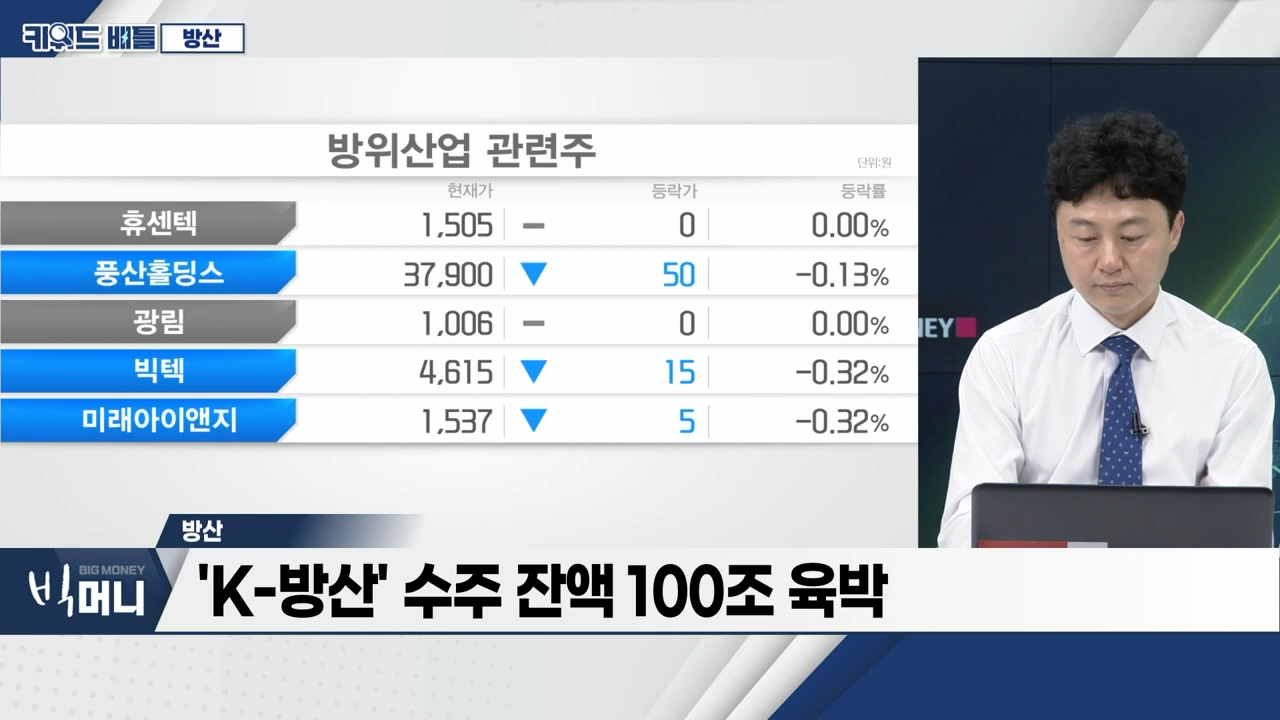 키워드 배틀 방산
방위산업 관련주
단위:원
현재가 등락가 등락률
휴센텍 1,505 – 0 0.00%
풍산홀딩스 37,900 ▼ 50 -0.13%
광림 1,006 – 0 0.00%
빅텍 4,615 ▼ 15 -0.32%
미래아이앤지 1,537 ▼ 5 -0.32%
NEY
방산
BIG MONEY
빅머니
'K-방산' 수주 잔액 100조 육박